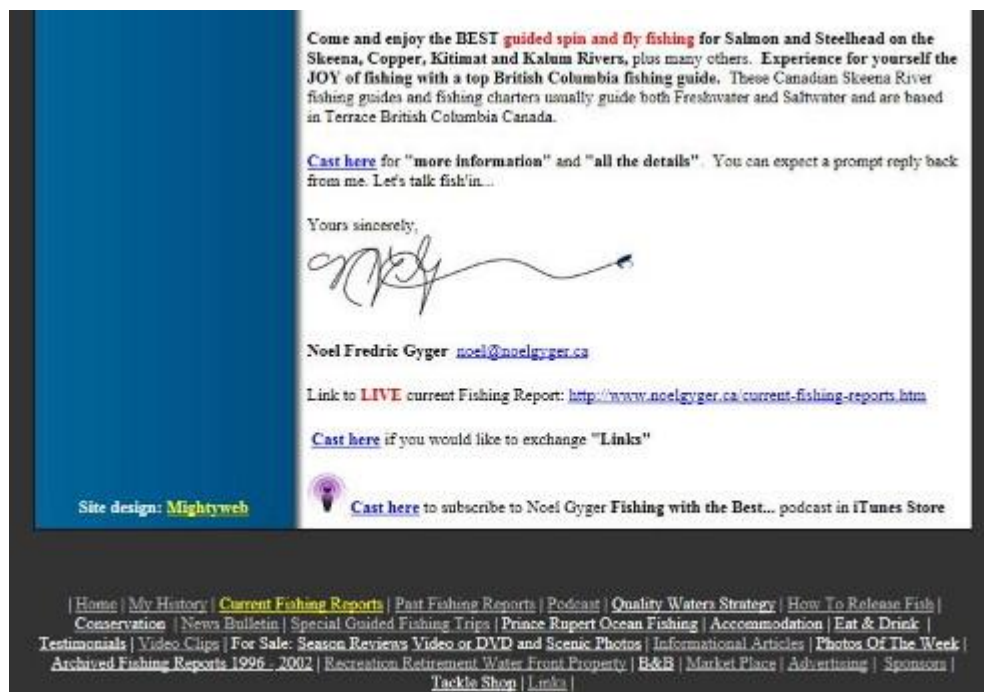 Come and enjoy the BEST guided spin and fly fishing for Salmon and Steelhead on the
Skeena, Copper, Kitimat and Kalum Rivers, plus many others. Experience for yourself the
JOY of fishing with a top British Columbia fishing guide. These Canadian Skeena River
fishing guides and fishing charters usually guide both Freshwater and Saltwater and are based
in Terrace British Columbia Canada.
Cast here for "more information" and "all the details". You can expect a prompt reply back
from me. Let's talk fish'in...
Yours sincerely,
Noel Fredric Gyger noel@noelgyger.ca
Link to LIVE current Fishing Report: http://www.noelgyger.ca/current-fishing-reports.htm
Cast here if you would like to exchange "Links"
Site design: Mightyweb
Cast here to subscribe to Noel Gyger Fishing with the Best... podcast in iTunes Store
| Home | My History | Current Fishing Reports | Past Fishing Reports | Podcast | Quality Waters Strategy | How To Release Fish |
Conservation | News Bulletin | Special Guided Fishing Trips | Prince Rupert Ocean Fishing | Accommodation | Eat & Drink |
Testimonials | Video Clips | For Sale: Season Reviews Video or DVD and Scenic Photos | Informational Articles | Photos Of The Week |
Archived Fishing Reports 1996 - 2002 | Recreation Retirement Water Front Property | B&B | Market Place | Advertising | Sponsors |
Tackle Shop | Links |